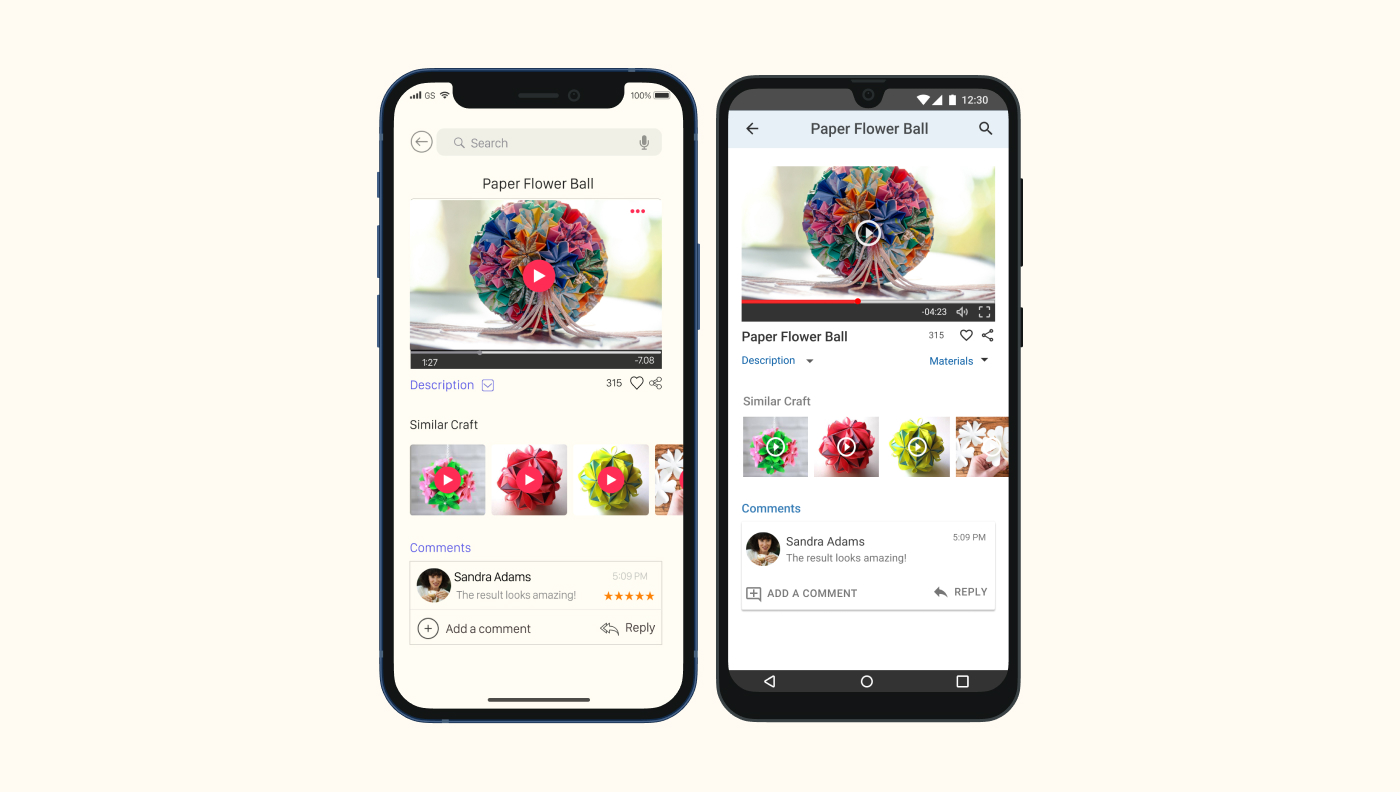 GS 100%
Search
Paper Flower Ball
1:27 -7.08
Description 315
Similar Craft
Comments
Sandra Adams 5:09 PM
The result looks amazing!
Add a comment Reply
12:30
Paper Flower Ball
-04:23
Paper Flower Ball 315
Description Materials
Similar Craft
Comments
Sandra Adams 5:09 PM
The result looks amazing!
ADD A COMMENT REPLY